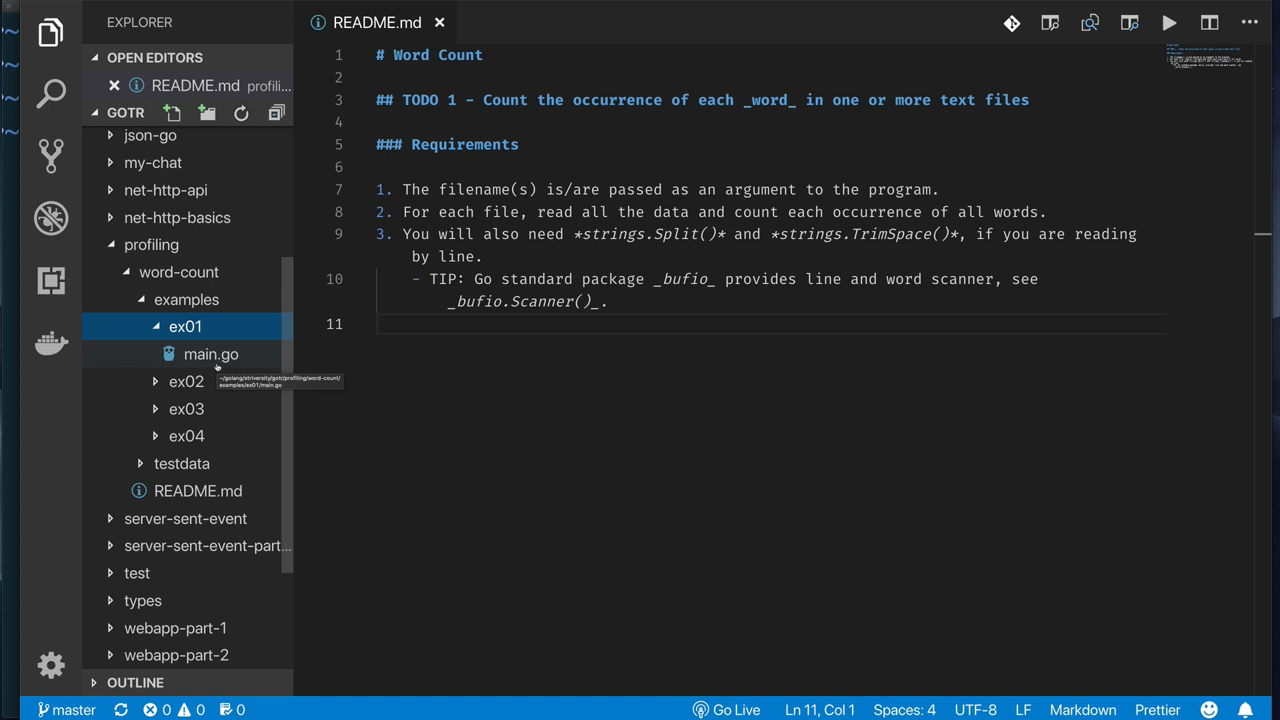 EXPLORER
OPEN EDITORS
README.md profili...
GOTR
json-go
my-chat
net-http-api
net-http-basics
profiling
word-count
examples
ex01
main.go
~/golang/striversity/gotr/profiling/word-count/
examples/ex01/main.go
ex02
ex03
ex04
testdata
README.md
server-sent-event
server-sent-event-part...
test
types
webapp-part-1
webapp-part-2
OUTLINE
README.md
1 # Word Count
2
3 ## TODO 1 - Count the occurrence of each _word_ in one or more text files
4
5 ### Requirements
6
7 1. The filename(s) is/are passed as an argument to the program.
8 2. For each file, read all the data and count each occurrence of all words.
9 3. You will also need *strings.Split()* and *strings.TrimSpace()*, if you are reading
by line.
10 - TIP: Go standard package _bufio_ provides line and word scanner, see
_bufio.Scanner()_.
11
master 0 0 0 Go Live Ln 11, Col 1 Spaces: 4 UTF-8 LF Markdown Prettier